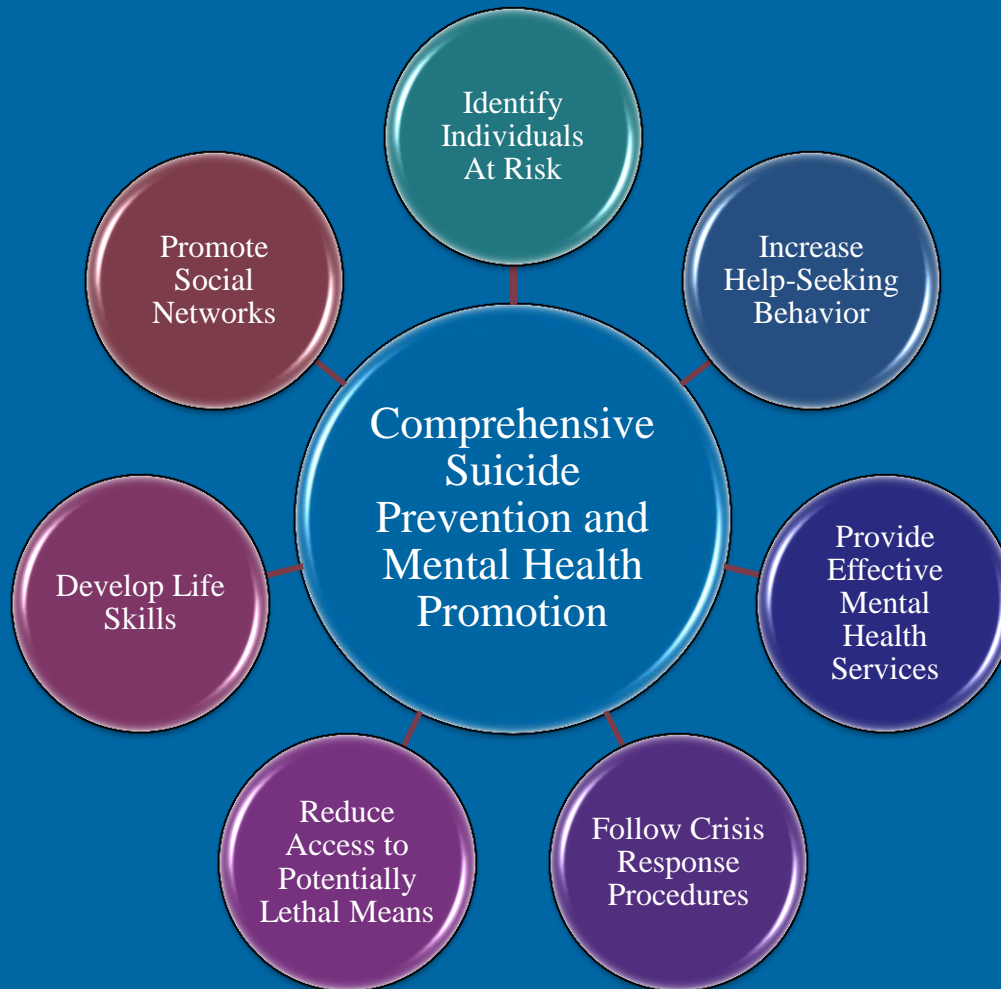 Identify
Individuals
At Risk
Increase
Help-Seeking
Behavior
Provide
Effective
Mental
Health
Services
Follow Crisis
Response
Procedures
Reduce
Access to
Potentially
Lethal Means
Develop Life
Skills
Promote
Social
Networks
Comprehensive
Suicide
Prevention and
Mental Health
Promotion